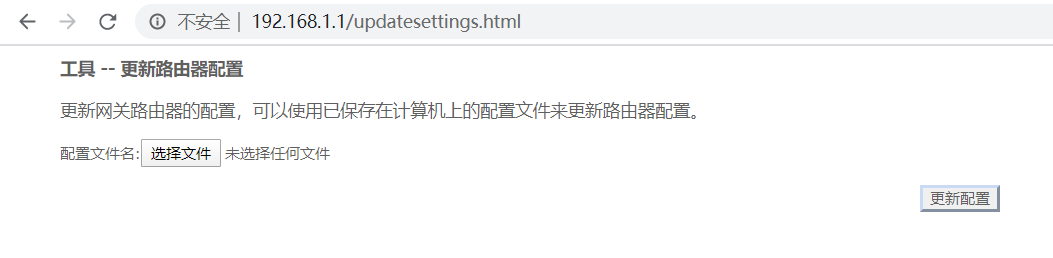 不安全 | 192.168.1.1/updatesettings.html
工具 -- 更新路由器配置
更新网关路由器的配置，可以使用已保存在计算机上的配置文件来更新路由器配置。
配置文件名: 选择文件 未选择任何文件
更新配置